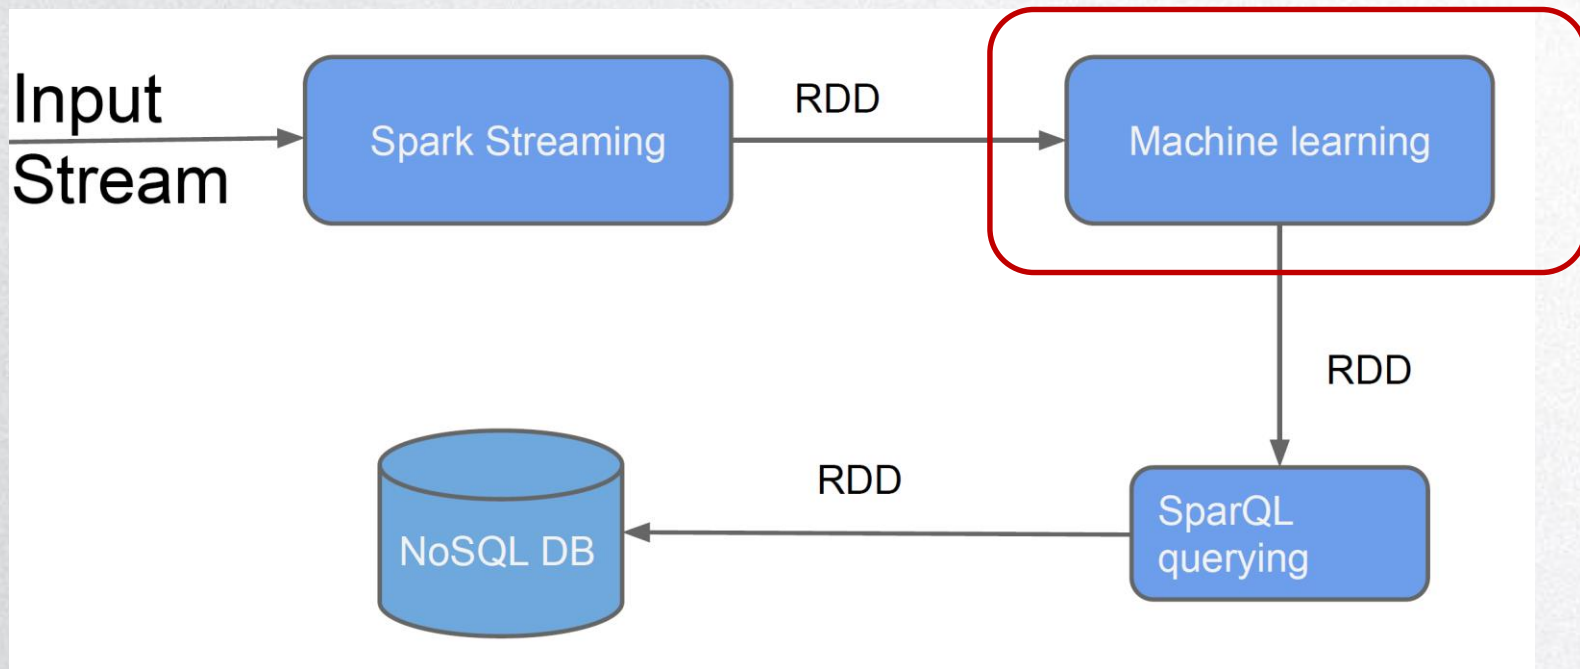 Input
Stream
Spark Streaming
RDD
Machine learning
RDD
SparQL
querying
RDD
NoSQL DB